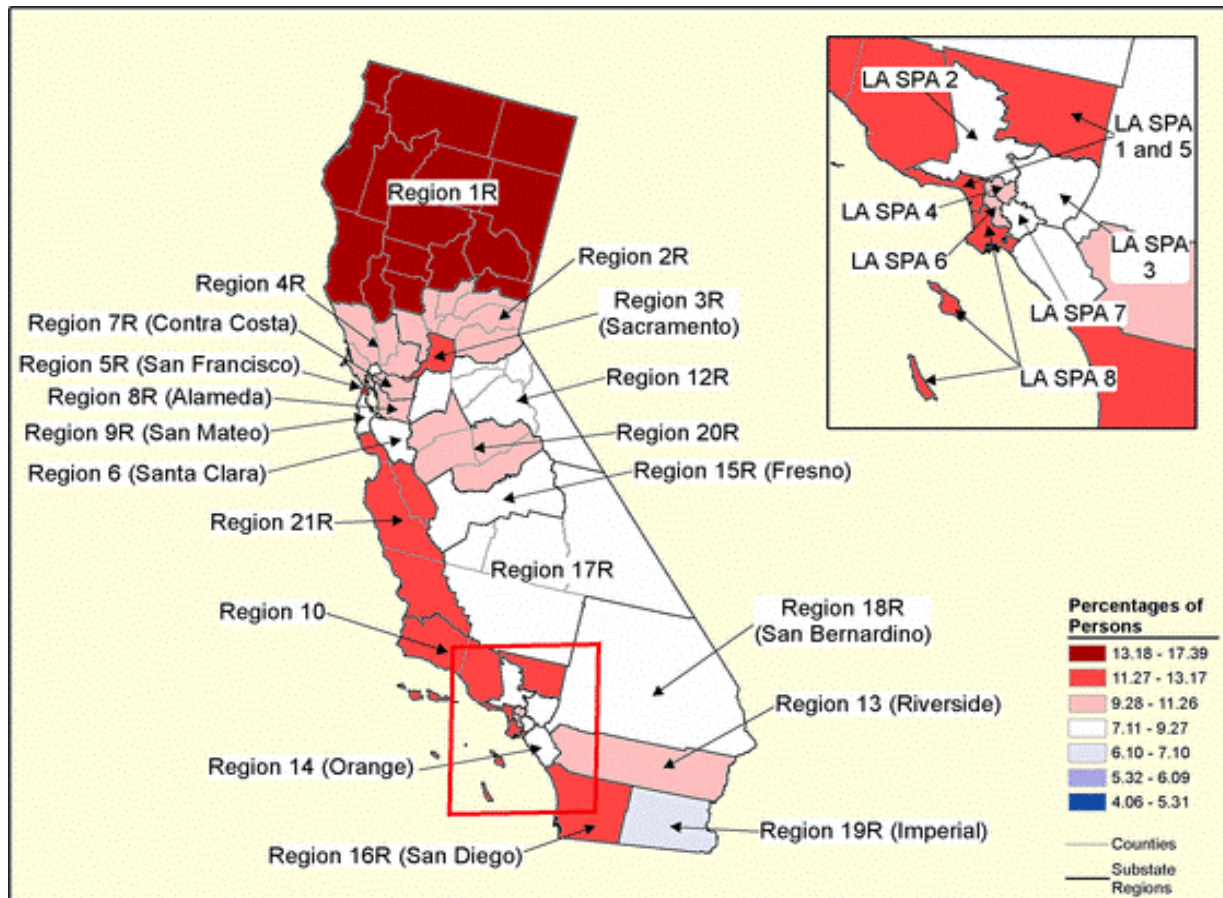 Region 1R
Region 2R
Region 4R
Region 3R
(Sacramento)
Region 7R (Contra Costa)
Region 5R (San Francisco)
Region 12R
Region 8R (Alameda)
Region 9R (San Mateo)
Region 20R
Region 6 (Santa Clara)
Region 15R (Fresno)
Region 21R
Region 17R
Region 10
Region 18R
(San Bernardino)
Region 13 (Riverside)
Region 14 (Orange)
Region 19R (Imperial)
Region 16R (San Diego)
LA SPA 2
LA SPA
1 and 5
LA SPA 4
LA SPA 6
LA SPA
3
LA SPA 7
LA SPA 8
Percentages of
Persons
13.18 - 17.39
11.27 - 13.17
9.28 - 11.26
7.11 - 9.27
6.10 - 7.10
5.32 - 6.09
4.06 - 5.31
Counties
Substate
Regions